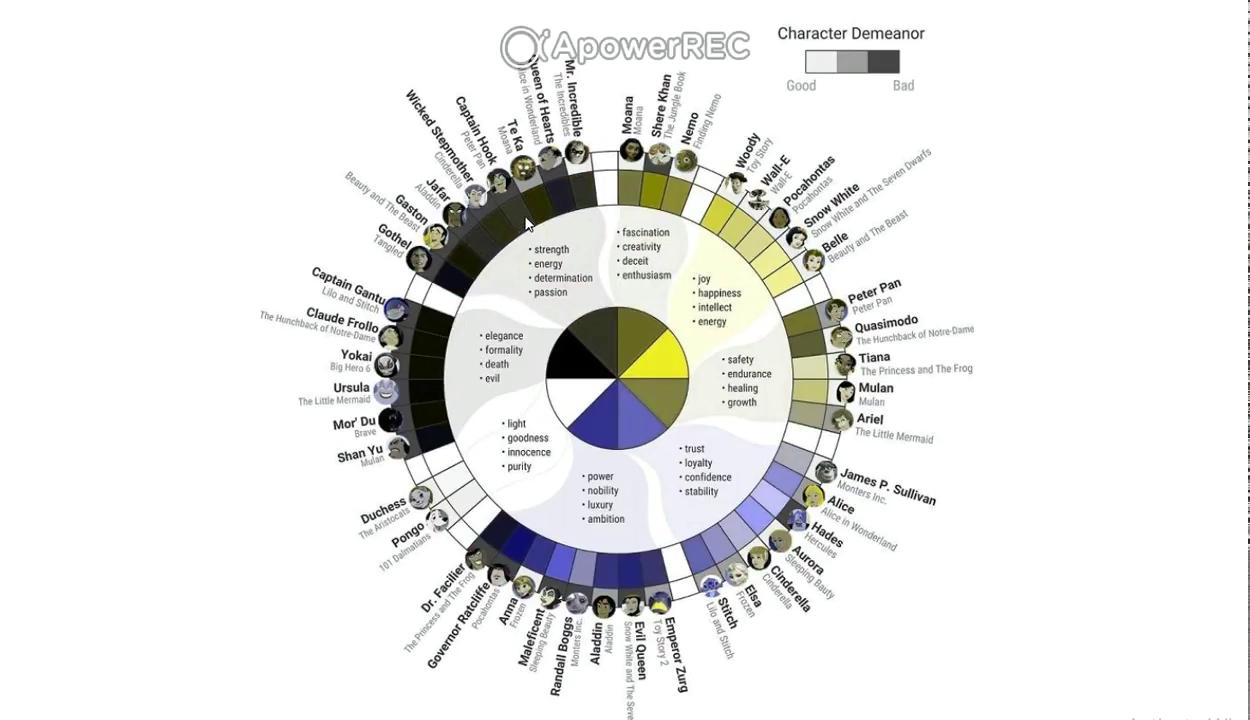 ApowerREC
Character Demeanor
Good
Bad
Moana
Moana
Shere Khan
The Jungle Book
Nemo
Finding Nemo
Woody
Toy Story
Wall-E
Wall-E
Pocahontas
Pocahontas
Snow White
Snow White and The Seven Dwarfs
Belle
Beauty and The Beast
Peter Pan
Peter Pan
Quasimodo
The Hunchback of Notre-Dame
Tiana
The Princess and The Frog
Mulan
Mulan
Ariel
The Little Mermaid
James P. Sullivan
Monters Inc.
Alice
Alice in Wonderland
Hades
Hercules
Aurora
Sleeping Bauty
Cinderella
Cinderella
Elsa
Frozen
Stitch
Lilo and Stitch
Emperor Zurg
Toy Story 2
Evil Queen
Snow White and The Seve
Aladdin
Aladdin
Randall Boggs
Monters Inc.
Maleficent
Sleeping Beauty
Anna
Frozen
Governor Ratcliffe
Pocahontas
Dr. Facilier
The Princess and The Frog
Pongo
101 Dalmatians
Duchess
The Aristocats
Shan Yu
Mulan
Mor' Du
Brave
Ursula
The Little Mermaid
Yokai
Big Hero 6
Claude Frollo
The Hunchback of Notre-Dame
Captain Gantu
Lilo and Stitch
Gothel
Tangled
Gaston
Beauty and The Beast
Jafar
Aladdin
Wicked Stepmother
Cinderella
Captain Hook
Peter Pan
Te Ka
Moana
Queen of Hearts
lice in Wonderland
Mr. Incredible
The Incredibles
• fascination
• creativity
• deceit
• enthusiasm
• joy
• happiness
• intellect
• energy
• safety
• endurance
• healing
• growth
• trust
• loyalty
• confidence
• stability
• power
• nobility
• luxury
• ambition
• light
• goodness
• innocence
• purity
• elegance
• formality
• death
• evil
• strength
• energy
• determination
• passion